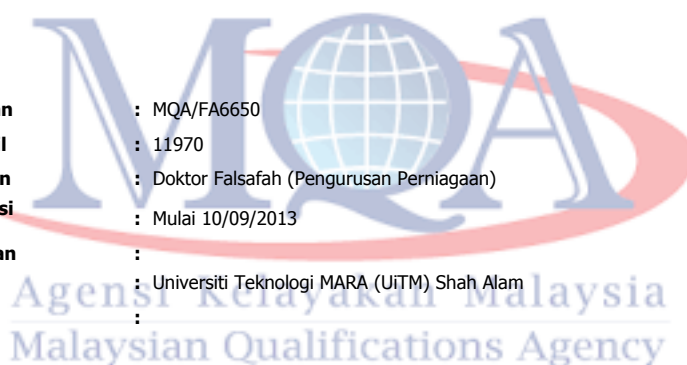 MQA
an : MQA/FA6650
l : 11970
n : Doktor Falsafah (Pengurusan Perniagaan)
si : Mulai 10/09/2013
an :
: Universiti Teknologi MARA (UiTM) Shah Alam
:
Agensi Kelayakan Malaysia
Malaysian Qualifications Agency